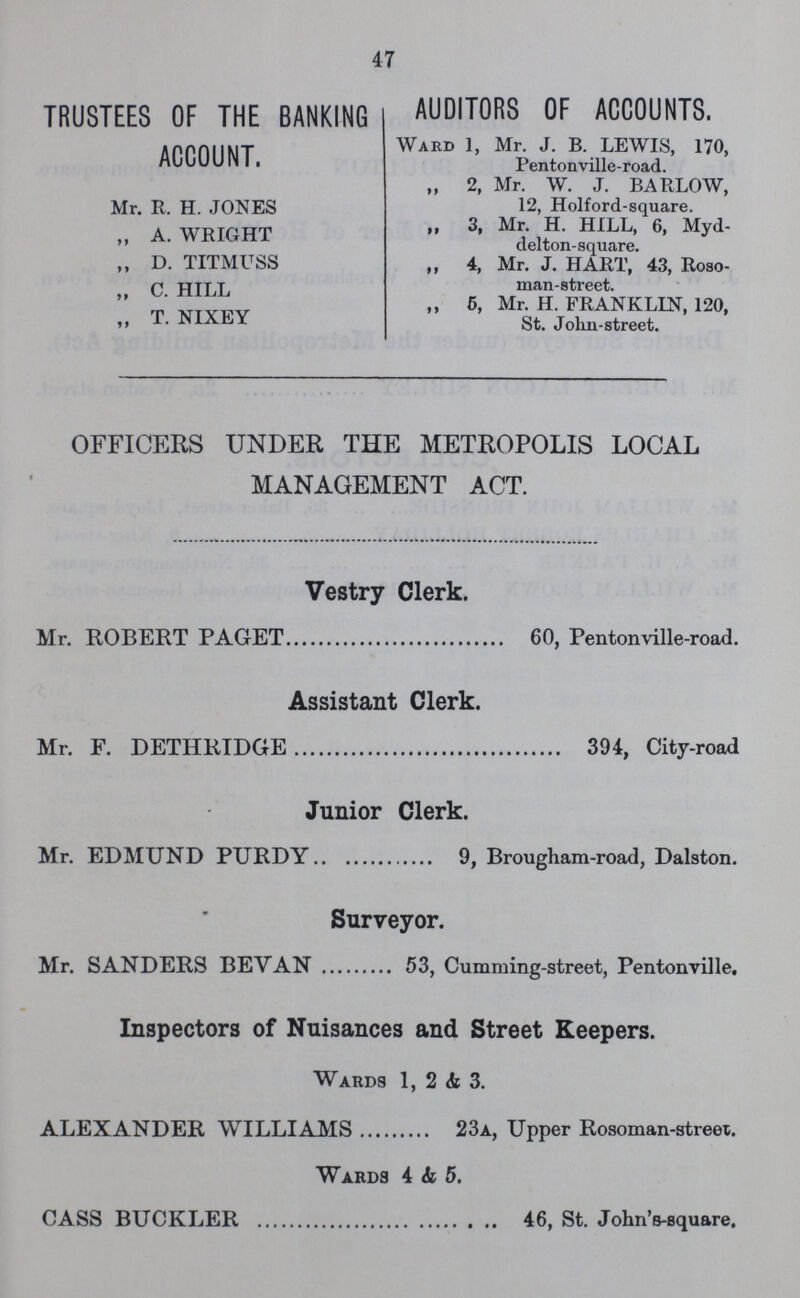 47
TRUSTEES OF THE BANKING
ACCOUNT.
Mr. R. H. JONES
,, A. WRIGHT
,, D. TITMUSS
,, C. HILL
,, T. NIXEY
AUDITORS OF ACCOUNTS.
WARD 1, Mr. J. B. LEWIS, 170,
Pentonville-road.
,, 2, Mr. W. J. BARLOW,
12, Holford-square.
,, 3, Mr. H. HILL, 6, Myd-
delton-square.
,, 4, Mr. J. HART, 43, Roso-
man-street.
,, 5, Mr. H. FRANKLIN, 120,
St. John-street.
OFFICERS UNDER THE METROPOLIS LOCAL
MANAGEMENT ACT.
Vestry Clerk.
Mr. ROBERT PAGET............................ 60, Pentonville-road.
Assistant Clerk.
Mr. F. DETHRIDGE.................................. 394, City-road
Junior Clerk.
Mr. EDMUND PURDY.. ........... 9, Brougham-road, Dalston.
Surveyor.
Mr. SANDERS BEVAN ......... 53, Cumming-street, Pentonville.
Inspectors of Nuisances and Street Keepers.
WARDS 1, 2 & 3.
ALEXANDER WILLIAMS ......... 23A, Upper Rosoman-street.
WARDS 4 & 5.
CASS BUCKLER ............................ . .. 46, St. John's-square.